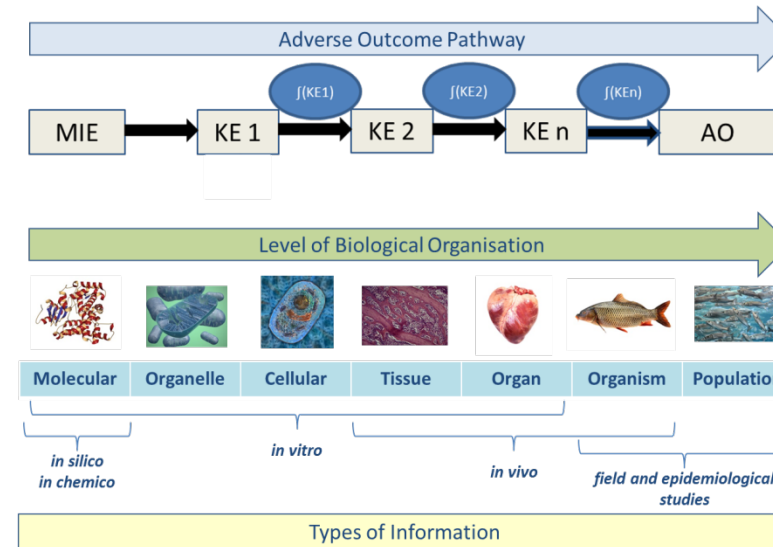 Adverse Outcome Pathway
∫(KE1)
∫(KE2)
∫(KEn)
MIE
KE 1
KE 2
KE n
AO
Level of Biological Organisation
Molecular
Organelle
Cellular
Tissue
Organ
Organism
Population
in silico
in chemico
in vitro
in vivo
field and epidemiological
studies
Types of Information